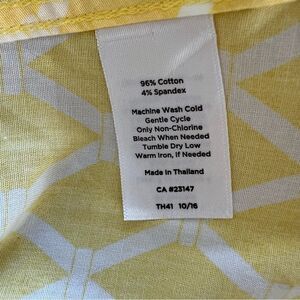 96% Cotton
4% Spandex
Machine Wash Cold
Gentle Cycle
Only Non-Chlorine
Bleach When Needed
Tumble Dry Low
Warm Iron, if Needed
Made in Thailand
CA #23147
TH41 10/16